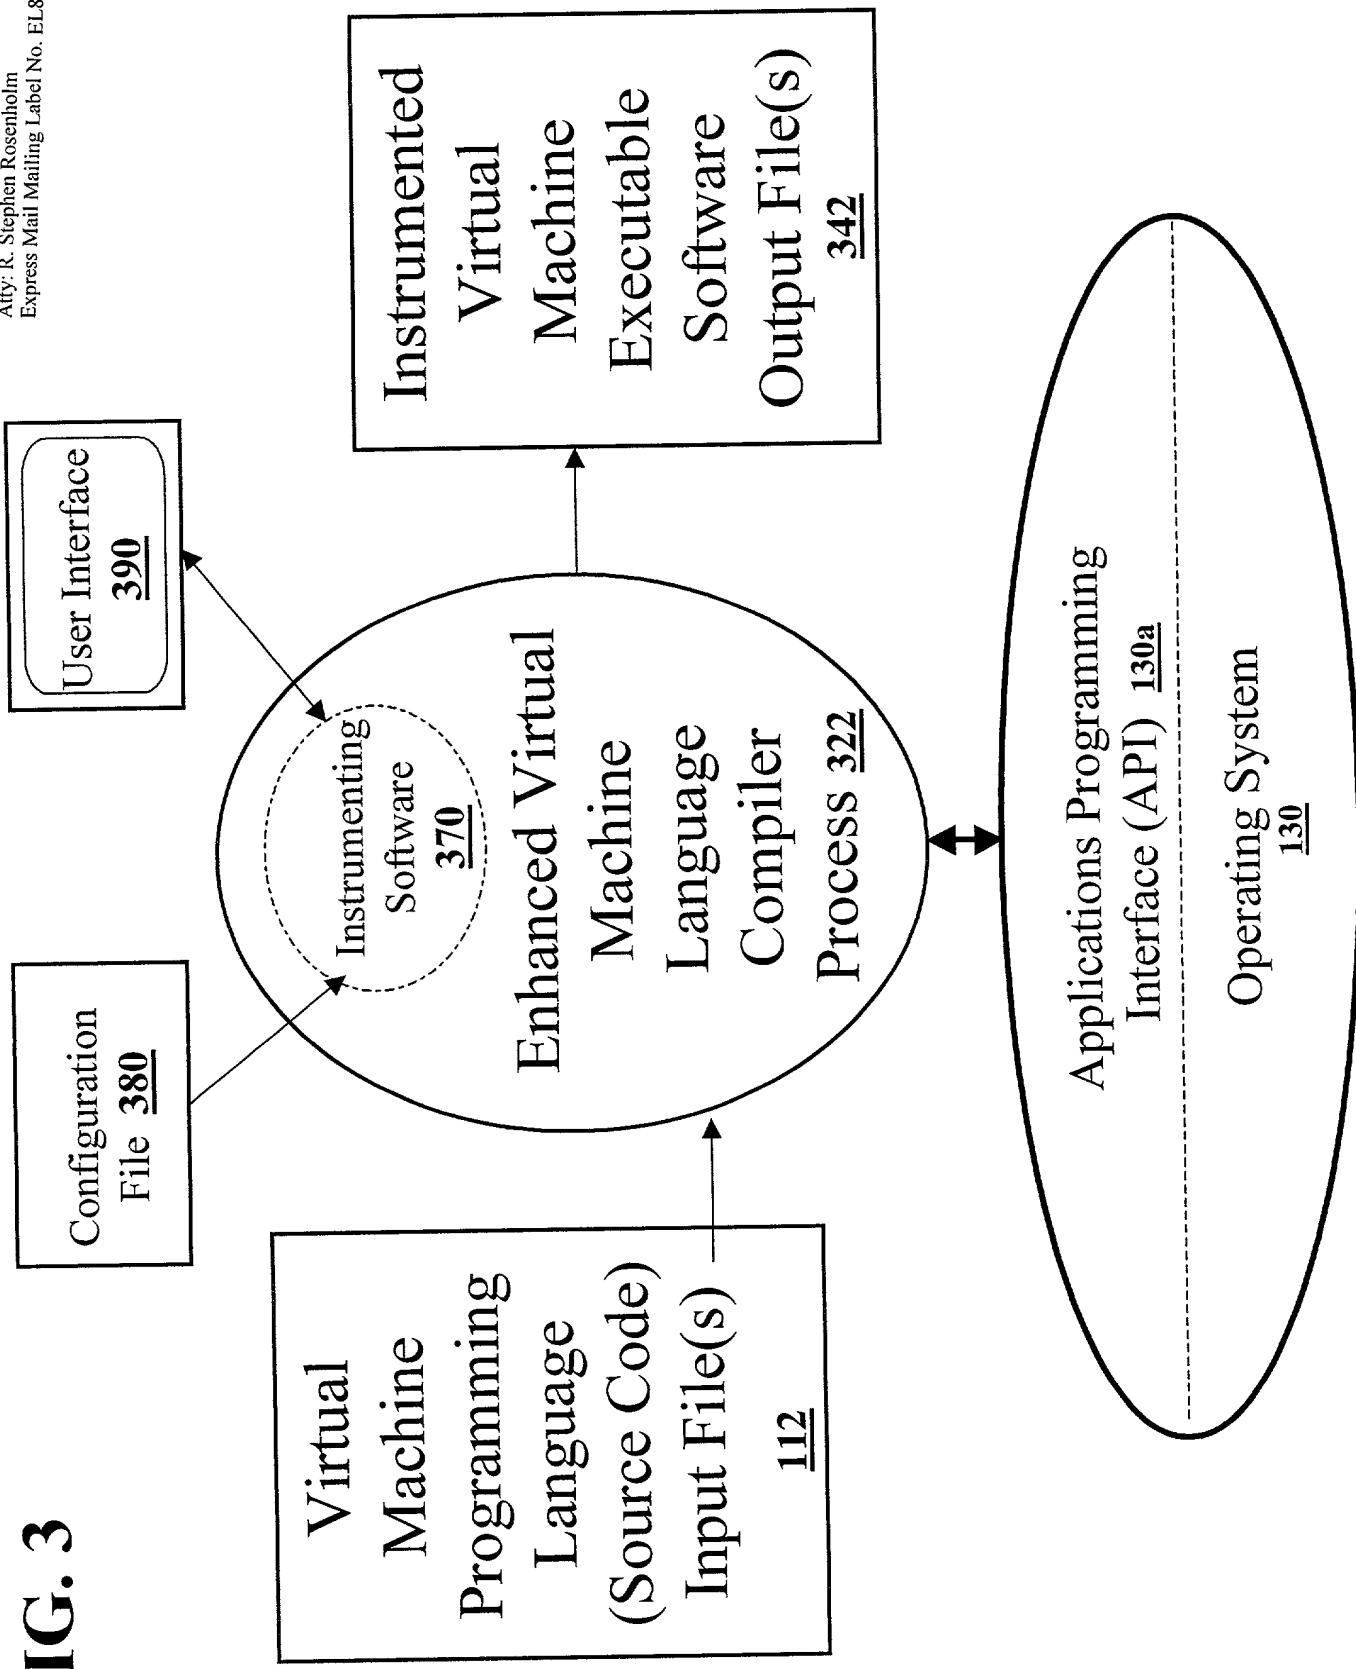 Atty: R. Stephen Rosenholm
Express Mail Mailing Label No. EL8
IG. 3
Configuration
File 380
User Interface
390
Virtual
Machine
Programming
Language
(Source Code)
Input File(s)
112
Instrumenting
Software
370
Enhanced Virtual
Machine
Language
Compiler
Process 322
Instrumented
Virtual
Machine
Executable
Software
Output File(s)
342
Applications Programming
Interface (API) 130a
Operating System
130